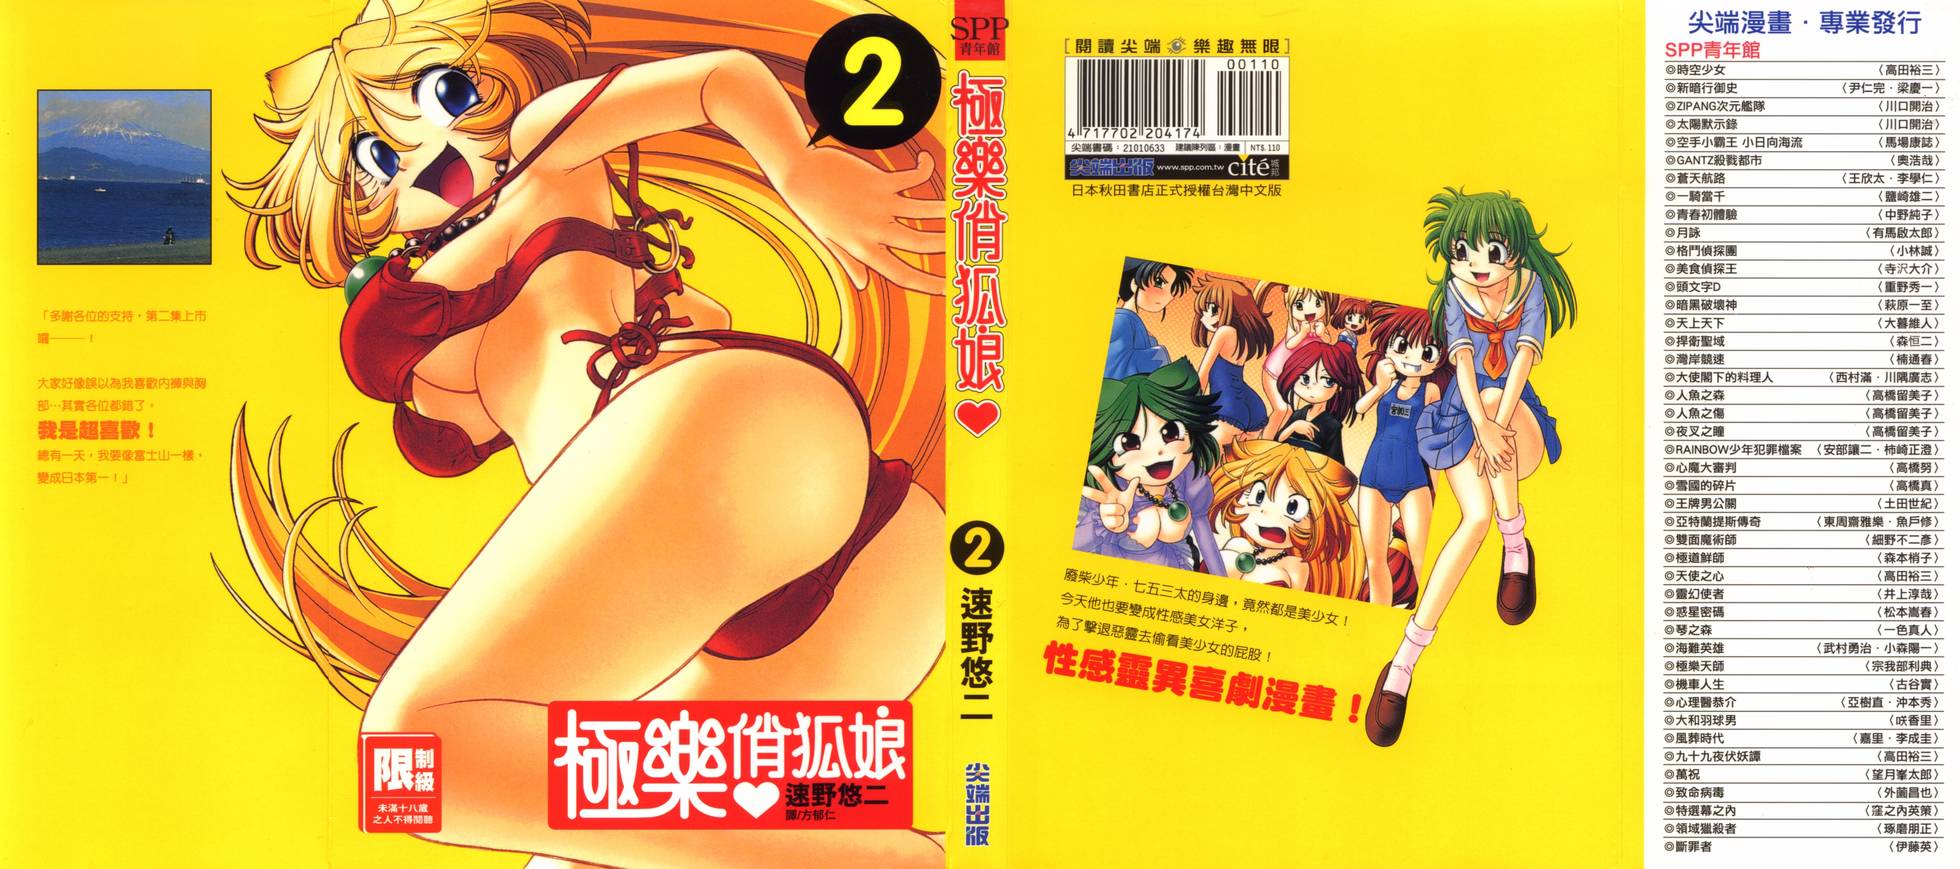 「多謝各位的支持，第二集上市
囉———！
大家好像誤以為我喜歡內褲與胸
部…其實各位都錯了。
我是超喜歡！
總有一天，我要像富士山一樣，
變成日本第一！」
2
限制級
未滿十八歲
之人不得閱聽
極樂俏狐娘
速野悠二
譯/方郁仁
SPP
青年館
極樂俏狐娘
2
速野悠二
尖端出版
[閱讀尖端 樂趣無限]
00110
4 717702 204174
尖端書碼：21010633 建議陳列區：漫畫 NT$.110
尖端出版 www.spp.com.tw cité 城邦
日本秋田書店正式授權台灣中文版
宮川三
廢柴少年．七五三太的身邊，竟然都是美少女！
今天他也要變成性感美女洋子，
為了擊退惡靈去偷看美少女的屁股！
性感靈異喜劇漫畫！
尖端漫畫．專業發行
SPP青年館
◎時空少女 〈高田裕三〉
◎新暗行御史 〈尹仁完．梁慶一〉
◎ZIPANG次元艦隊 〈川口開治〉
◎太陽默示錄 〈川口開治〉
◎空手小霸王 小日向海流 〈馬場康誌〉
◎GANTZ殺戮都市 〈奧浩哉〉
◎蒼天航路 〈王欣太．李學仁〉
◎一騎當千 〈鹽崎雄二〉
◎青春初體驗 〈中野純子〉
◎月詠 〈有馬啟太郎〉
◎格鬥偵探團 〈小林誠〉
◎美食偵探王 〈寺沢大介〉
◎頭文字D 〈重野秀一〉
◎暗黑破壞神 〈萩原一至〉
◎天上天下 〈大暮維人〉
◎捍衛聖域 〈森恒二〉
◎灣岸競速 〈楠通春〉
◎大使閣下的料理人 〈西村滿．川隅廣志〉
◎人魚之森 〈高橋留美子〉
◎人魚之傷 〈高橋留美子〉
◎夜叉之瞳 〈高橋留美子〉
◎RAINBOW少年犯罪檔案 〈安部讓二．柿崎正澄〉
◎心魔大審判 〈高橋努〉
◎雪國的碎片 〈高橋真〉
◎王牌男公關 〈土田世紀〉
◎亞特蘭提斯傳奇 〈東周齋雅樂．魚戶修〉
◎雙面魔術師 〈細野不二彥〉
◎極道鮮師 〈森本梢子〉
◎天使之心 〈高田裕三〉
◎靈幻使者 〈井上淳哉〉
◎惑星密碼 〈松本嵩春〉
◎琴之森 〈一色真人〉
◎海難英雄 〈武村勇治．小森陽一〉
◎極樂天師 〈宗我部利典〉
◎機車人生 〈古谷實〉
◎心理醫恭介 〈亞樹直．沖本秀〉
◎大和羽球男 〈咲香里〉
◎風葬時代 〈嘉里．李成圭〉
◎九十九夜伏妖譚 〈高田裕三〉
◎萬祝 〈望月峯太郎〉
◎致命病毒 〈外薗昌也〉
◎特選幕之內 〈窪之內英策〉
◎領域獵殺者 〈琢磨朋正〉
◎斷罪者 〈伊藤英〉